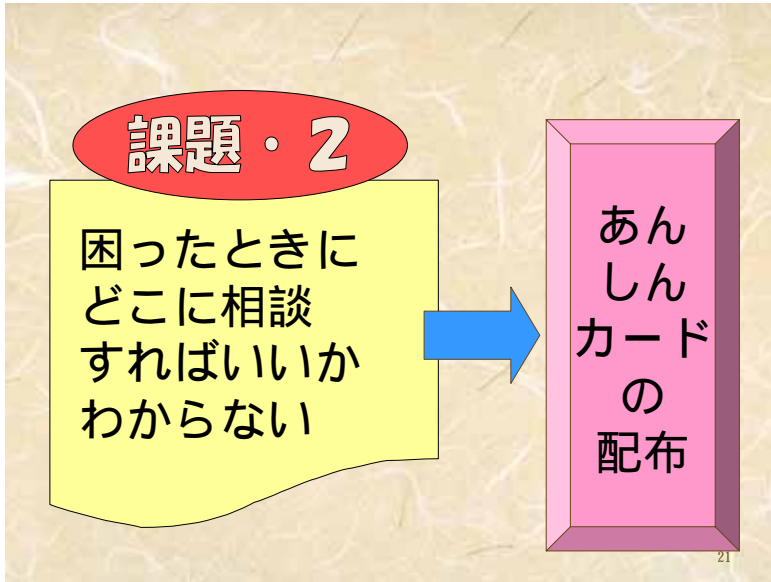 課題・2
困ったときに
どこに相談
すればいいか
わからない
あん
しん
カード
の
配布
21